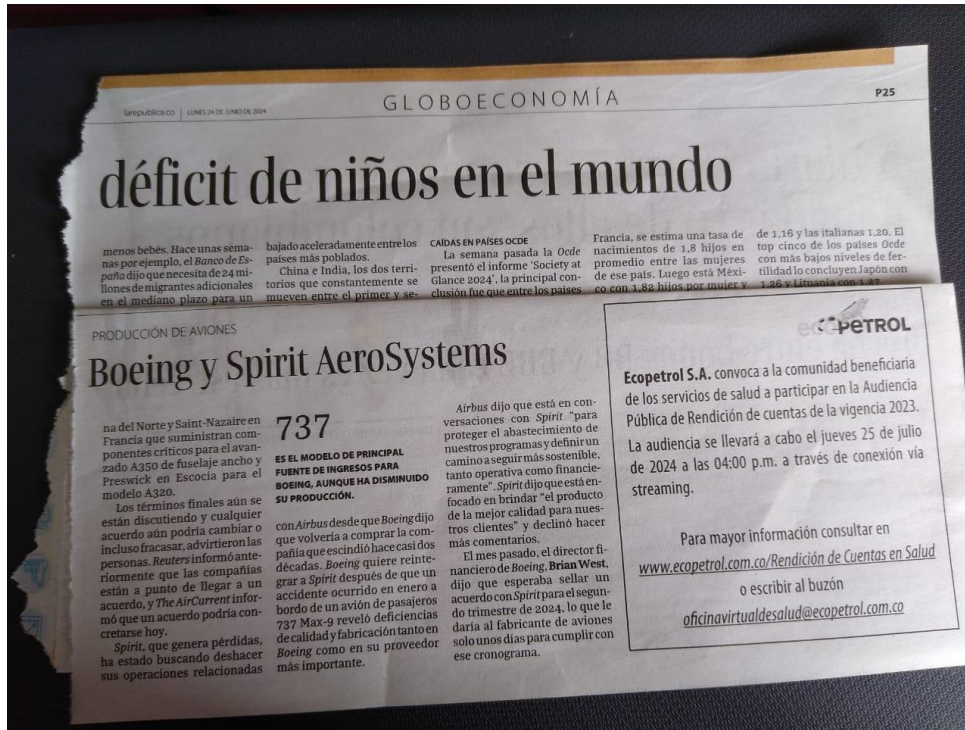 larepublica.co | LUNES 24 DE JUNIO DE 2024
GLOBOECONOMÍA
P25
déficit de niños en el mundo
menos bebés. Hace unas sema-
nas por ejemplo, el Banco de Es-
paña dijo que necesita de 24 mi-
llones de migrantes adicionales
en el mediano plazo para un
bajado aceleradamente entre los
países más poblados.
China e India, los dos terri-
torios que constantemente se
mueven entre el primer y se-
CAÍDAS EN PAÍSES OCDE
La semana pasada la Ocde
presentó el informe 'Society at
Glance 2024', la principal con-
clusión fue que entre los países
Francia, se estima una tasa de
nacimientos de 1,8 hijos en
promedio entre las mujeres
de ese país. Luego está Méxi-
co con 1,82 hijos por mujer y
de 1,16 y las italianas 1,20. El
top cinco de los países Ocde
con más bajos niveles de fer-
tilidad lo concluyen Japón con
1,26 y Lituania con 1,27
PRODUCCIÓN DE AVIONES
Boeing y Spirit AeroSystems
na del Norte y Saint-Nazaire en
Francia que suministran com-
ponentes críticos para el avan-
zado A350 de fuselaje ancho y
Preswick en Escocia para el
modelo A320.
Los términos finales aún se
están discutiendo y cualquier
acuerdo aún podría cambiar o
incluso fracasar, advirtieron las
personas. Reuters informó ante-
riormente que las compañías
están a punto de llegar a un
acuerdo, y The AirCurrent infor-
mó que un acuerdo podría con-
cretarse hoy.
Spirit, que genera pérdidas,
ha estado buscando deshacer
sus operaciones relacionadas
737
ES EL MODELO DE PRINCIPAL
FUENTE DE INGRESOS PARA
BOEING, AUNQUE HA DISMINUIDO
SU PRODUCCIÓN.
con Airbus desde que Boeing dijo
que volvería a comprar la com-
pañía que escindió hace casi dos
décadas. Boeing quiere reinte-
grar a Spirit después de que un
accidente ocurrido en enero a
bordo de un avión de pasajeros
737 Max-9 reveló deficiencias
de calidad y fabricación tanto en
Boeing como en su proveedor
más importante.
Airbus dijo que está en con-
versaciones con Spirit "para
proteger el abastecimiento de
nuestros programas y definir un
camino a seguir más sostenible,
tanto operativa como financie-
ramente". Spirit dijo que está en-
focado en brindar "el producto
de la mejor calidad para nues-
tros clientes" y declinó hacer
más comentarios.
El mes pasado, el director fi-
nanciero de Boeing, Brian West,
dijo que esperaba sellar un
acuerdo con Spirit para el segun-
do trimestre de 2024, lo que le
daría al fabricante de aviones
solo unos días para cumplir con
ese cronograma.
ecoPETROL
Ecopetrol S.A. convoca a la comunidad beneficiaria
de los servicios de salud a participar en la Audiencia
Pública de Rendición de cuentas de la vigencia 2023.
La audiencia se llevará a cabo el jueves 25 de julio
de 2024 a las 04:00 p.m. a través de conexión vía
streaming.
Para mayor información consultar en
www.ecopetrol.com.co/Rendición de Cuentas en Salud
o escribir al buzón
oficinavirtualdesalud@ecopetrol.com.co